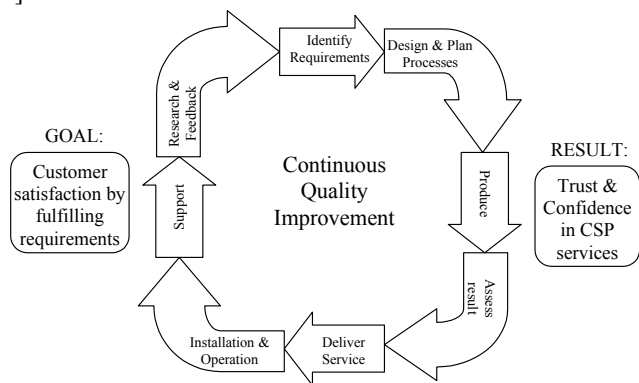 ]
Identify
Requirements
Design & Plan
Processes
Research &
Feedback
GOAL:
Customer
satisfaction by
fulfilling
requirements
Continuous
Quality
Improvement
RESULT:
Trust &
Confidence
in CSP
services
Support
Produce
Assess
result
Installation &
Operation
Deliver
Service